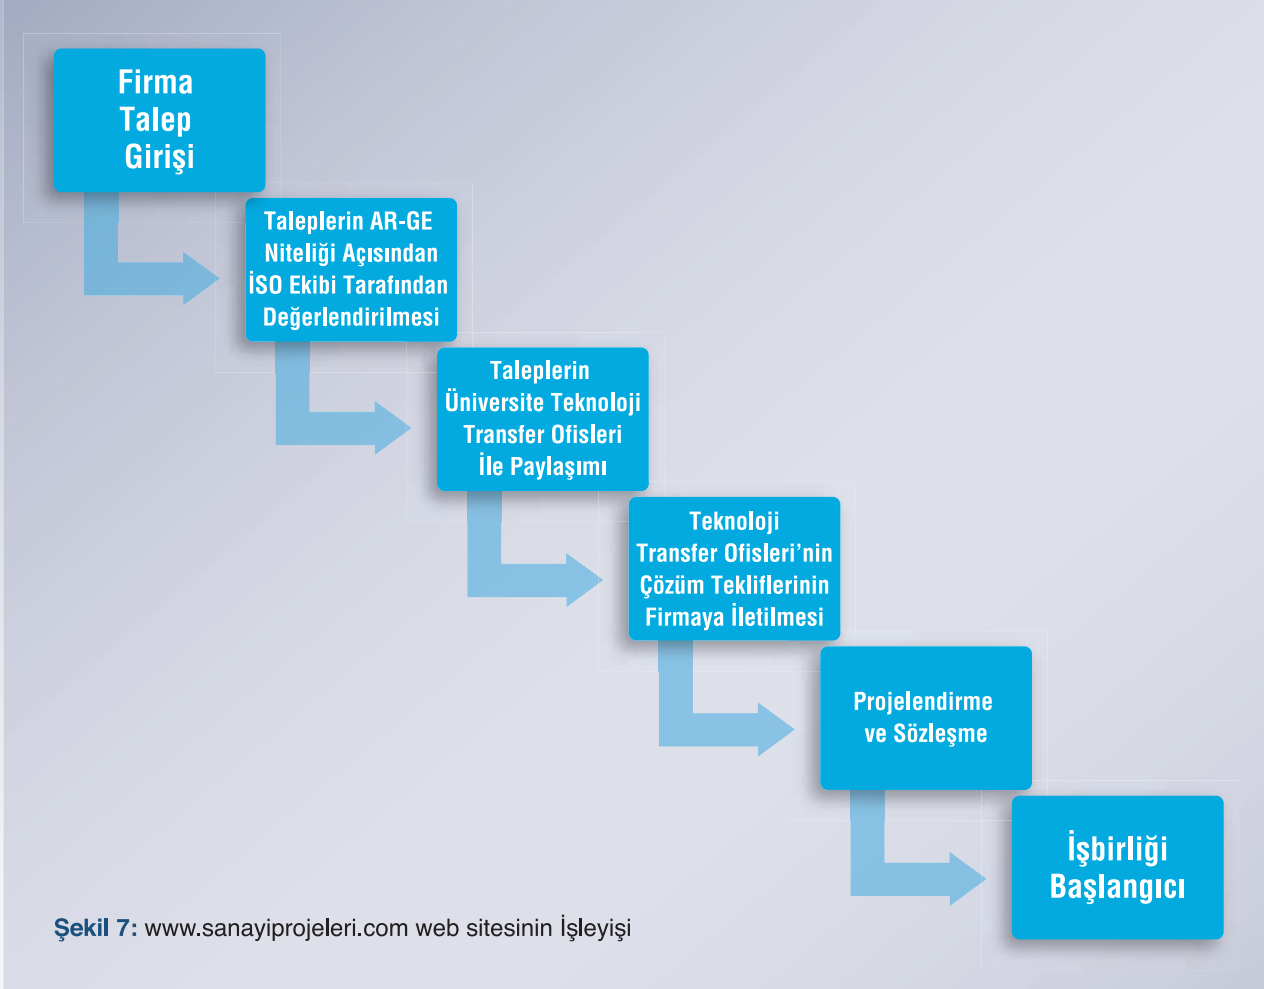 Firma
Talep
Girişi
Taleplerin AR-GE
Niteliği Açısından
İSO Ekibi Tarafından
Değerlendirilmesi
Taleplerin
Üniversite Teknoloji
Transfer Ofisleri
İle Paylaşımı
Teknoloji
Transfer Ofisleri’nin
Çözüm Tekliflerinin
Firmaya İletilmesi
Projelendirme
ve Sözleşme
İşbirliği
Başlangıcı
Şekil 7: www.sanayiprojeleri.com web sitesinin İşleyişi